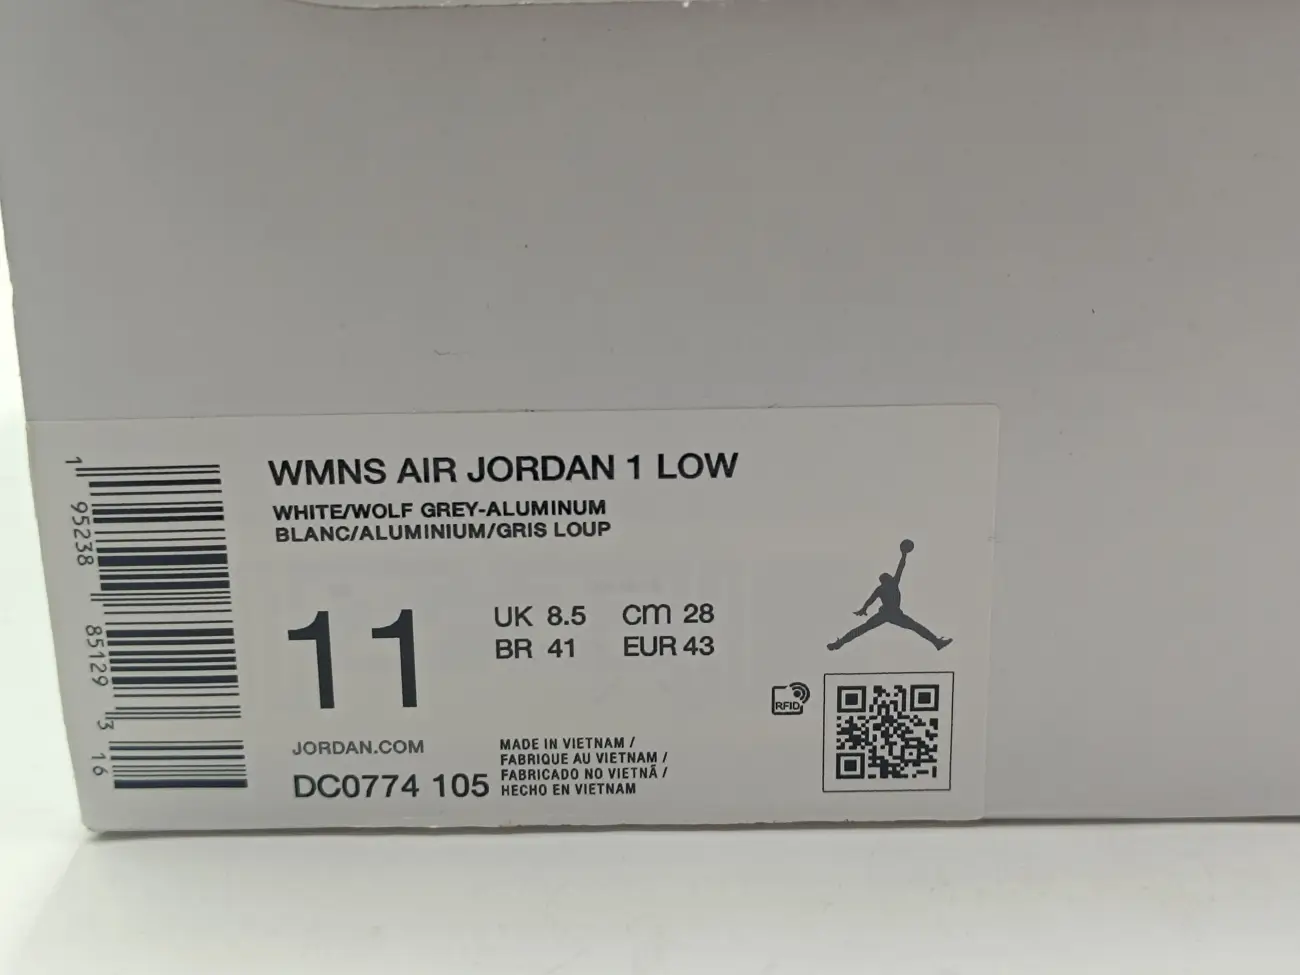 WMNS AIR JORDAN 1 LOW
WHITE/WOLF GREY-ALUMINUM
BLANC/ALUMINIUM/GRIS LOUP
11
UK 8.5 CM 28
BR 41 EUR 43
RFID
JORDAN.COM
DC0774 105
MADE IN VIETNAM /
FABRIQUE AU VIETNAM /
FABRICADO NO VIETNÃ /
HECHO EN VIETNAM
1 95238 85129 3 16